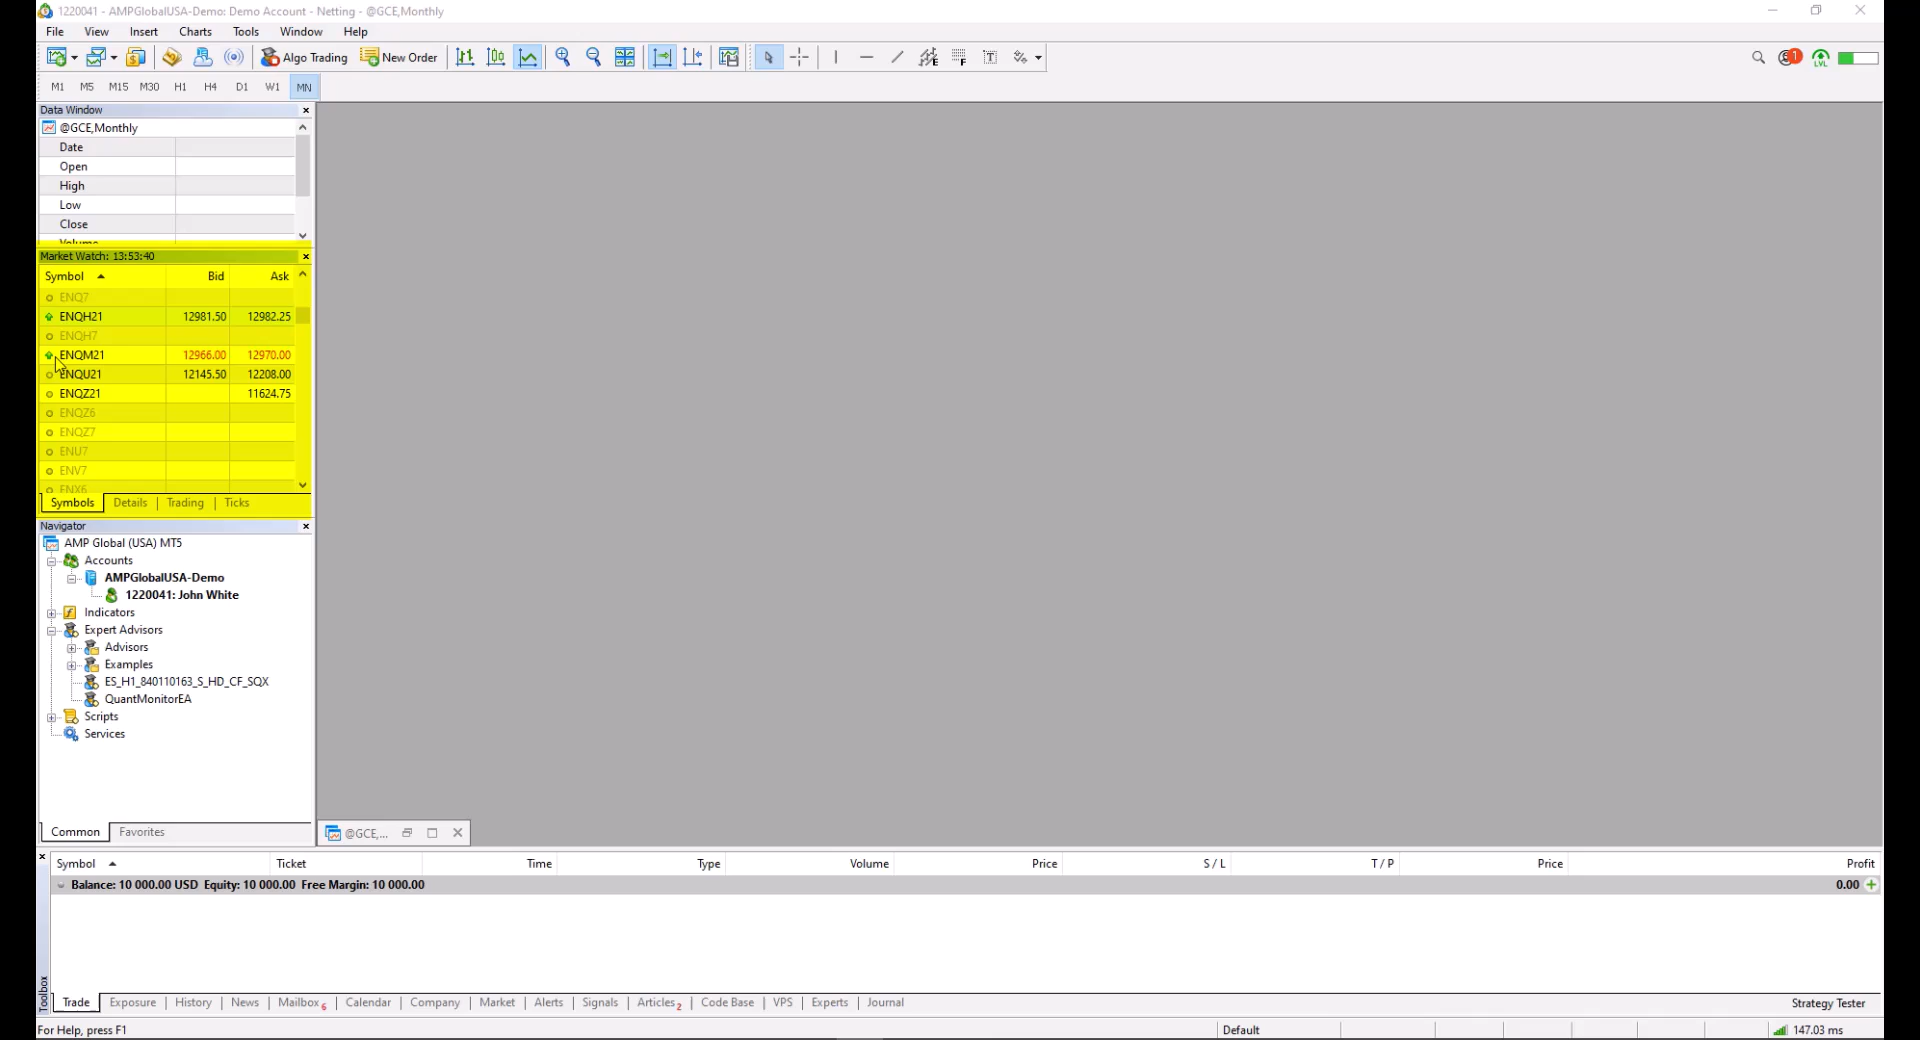 1220041 - AMPGlobalUSA-Demo: Demo Account - Netting - @GCE,Monthly
File View Insert Charts Tools Window Help
Algo Trading New Order E F T 1 LVL
M1 M5 M15 M30 H1 H4 D1 W1 MN
Data Window
@GCE,Monthly
Date
Open
High
Low
Close
Volume
Market Watch: 13:53:40
Symbol Bid Ask
ENQ7
ENQH21 12981.50 12982.25
ENQH7
ENQM21 12966.00 12970.00
ENQU21 12145.50 12208.00
ENQZ21 11624.75
ENQZ6
ENQZ7
ENU7
ENV7
ENX6
Symbols Details Trading Ticks
Navigator
AMP Global (USA) MT5
Accounts
AMPGlobalUSA-Demo
1220041: John White
Indicators
Expert Advisors
Advisors
Examples
ES_H1_840110163_S_HD_CF_SQX
QuantMonitorEA
Scripts
Services
Common Favorites
@GCE,...
Symbol Ticket Time Type Volume Price S / L T / P Price Profit
Balance: 10 000.00 USD Equity: 10 000.00 Free Margin: 10 000.00 0.00
Toolbox
Trade Exposure History News Mailbox 6 Calendar Company Market Alerts Signals Articles 2 Code Base VPS Experts Journal Strategy Tester
For Help, press F1 Default 147.03 ms